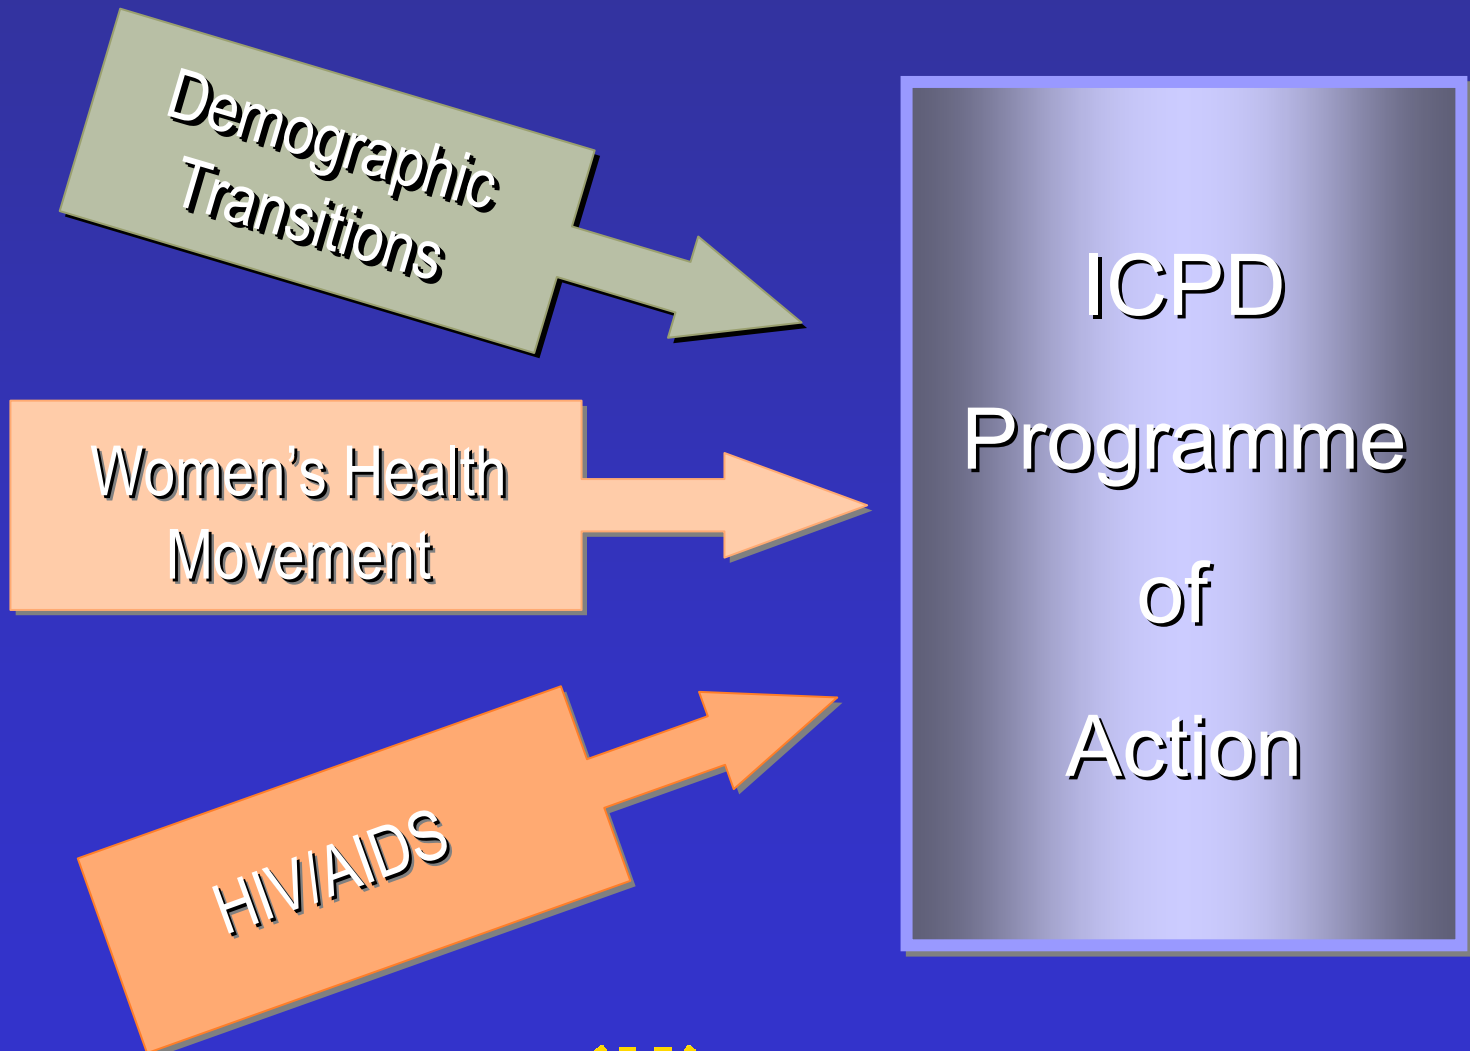 Demographic
Transitions
Women’s Health
Movement
HIV/AIDS
ICPD
Programme
of
Action